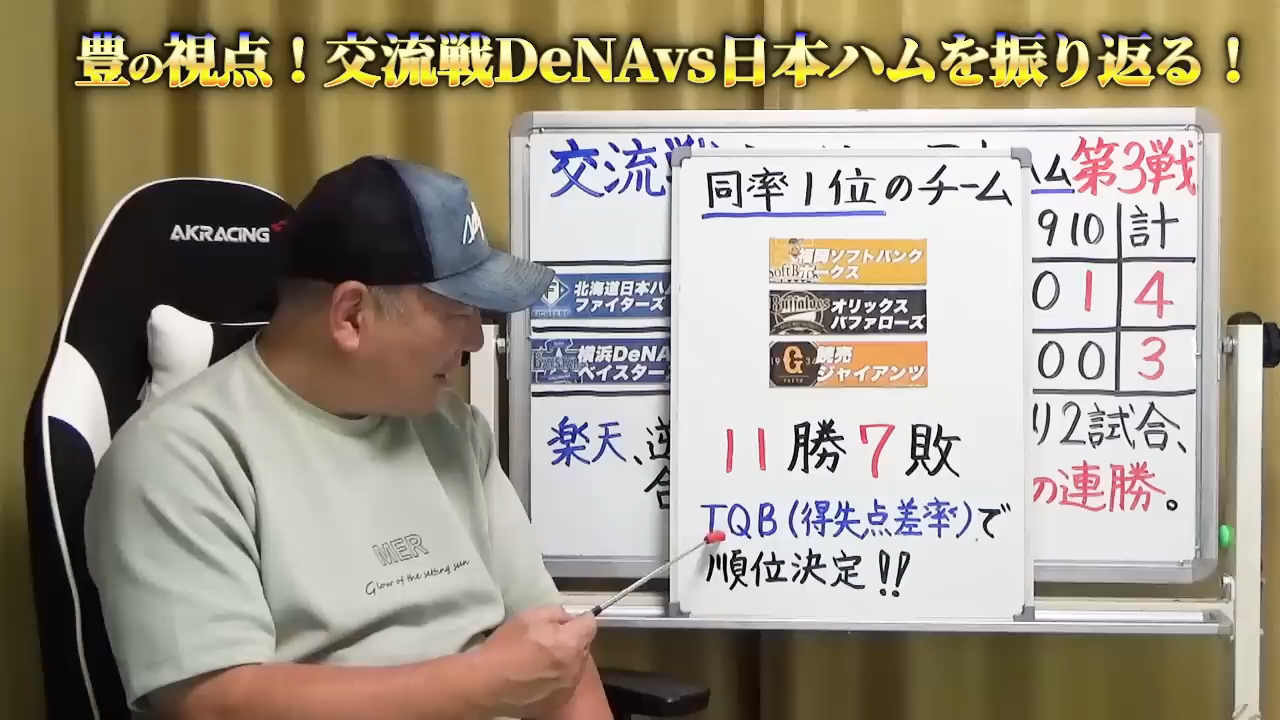 豊の視点！交流戦DeNAvs日本ハムを振り返る！
交流戦
ハム第3戦
同率1位のチーム
9 10 計
0 1 4
00 3
AKRACING
北海道日本ハム
ファイターズ
横浜DeNA
ベイスターズ
福岡ソフトバンク
ホークス
Buffaloes
オリックス
バファローズ
G
読売
ジャイアンツ
11勝7敗
TQB(得失点差率)で
順位決定!!
楽天、逆
り2試合、
の連勝。
MER
Glow of the setting sun